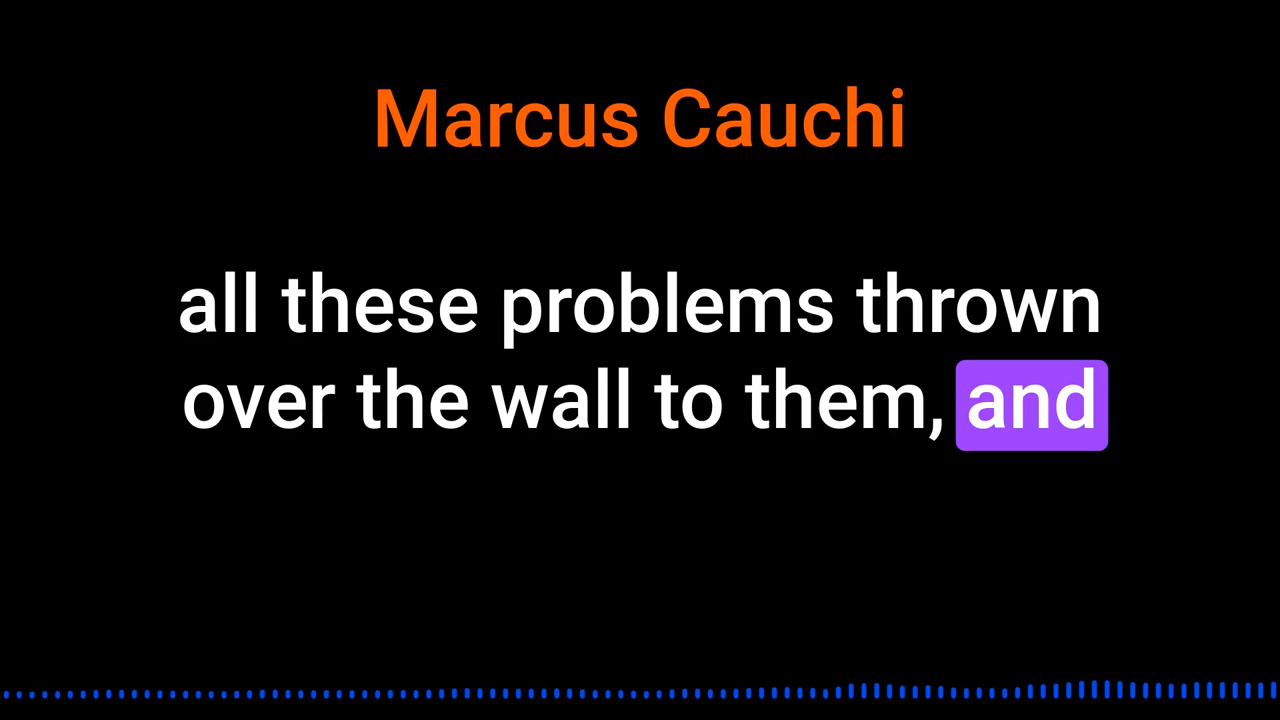 Marcus Cauchi
all these problems thrown
over the wall to them, and